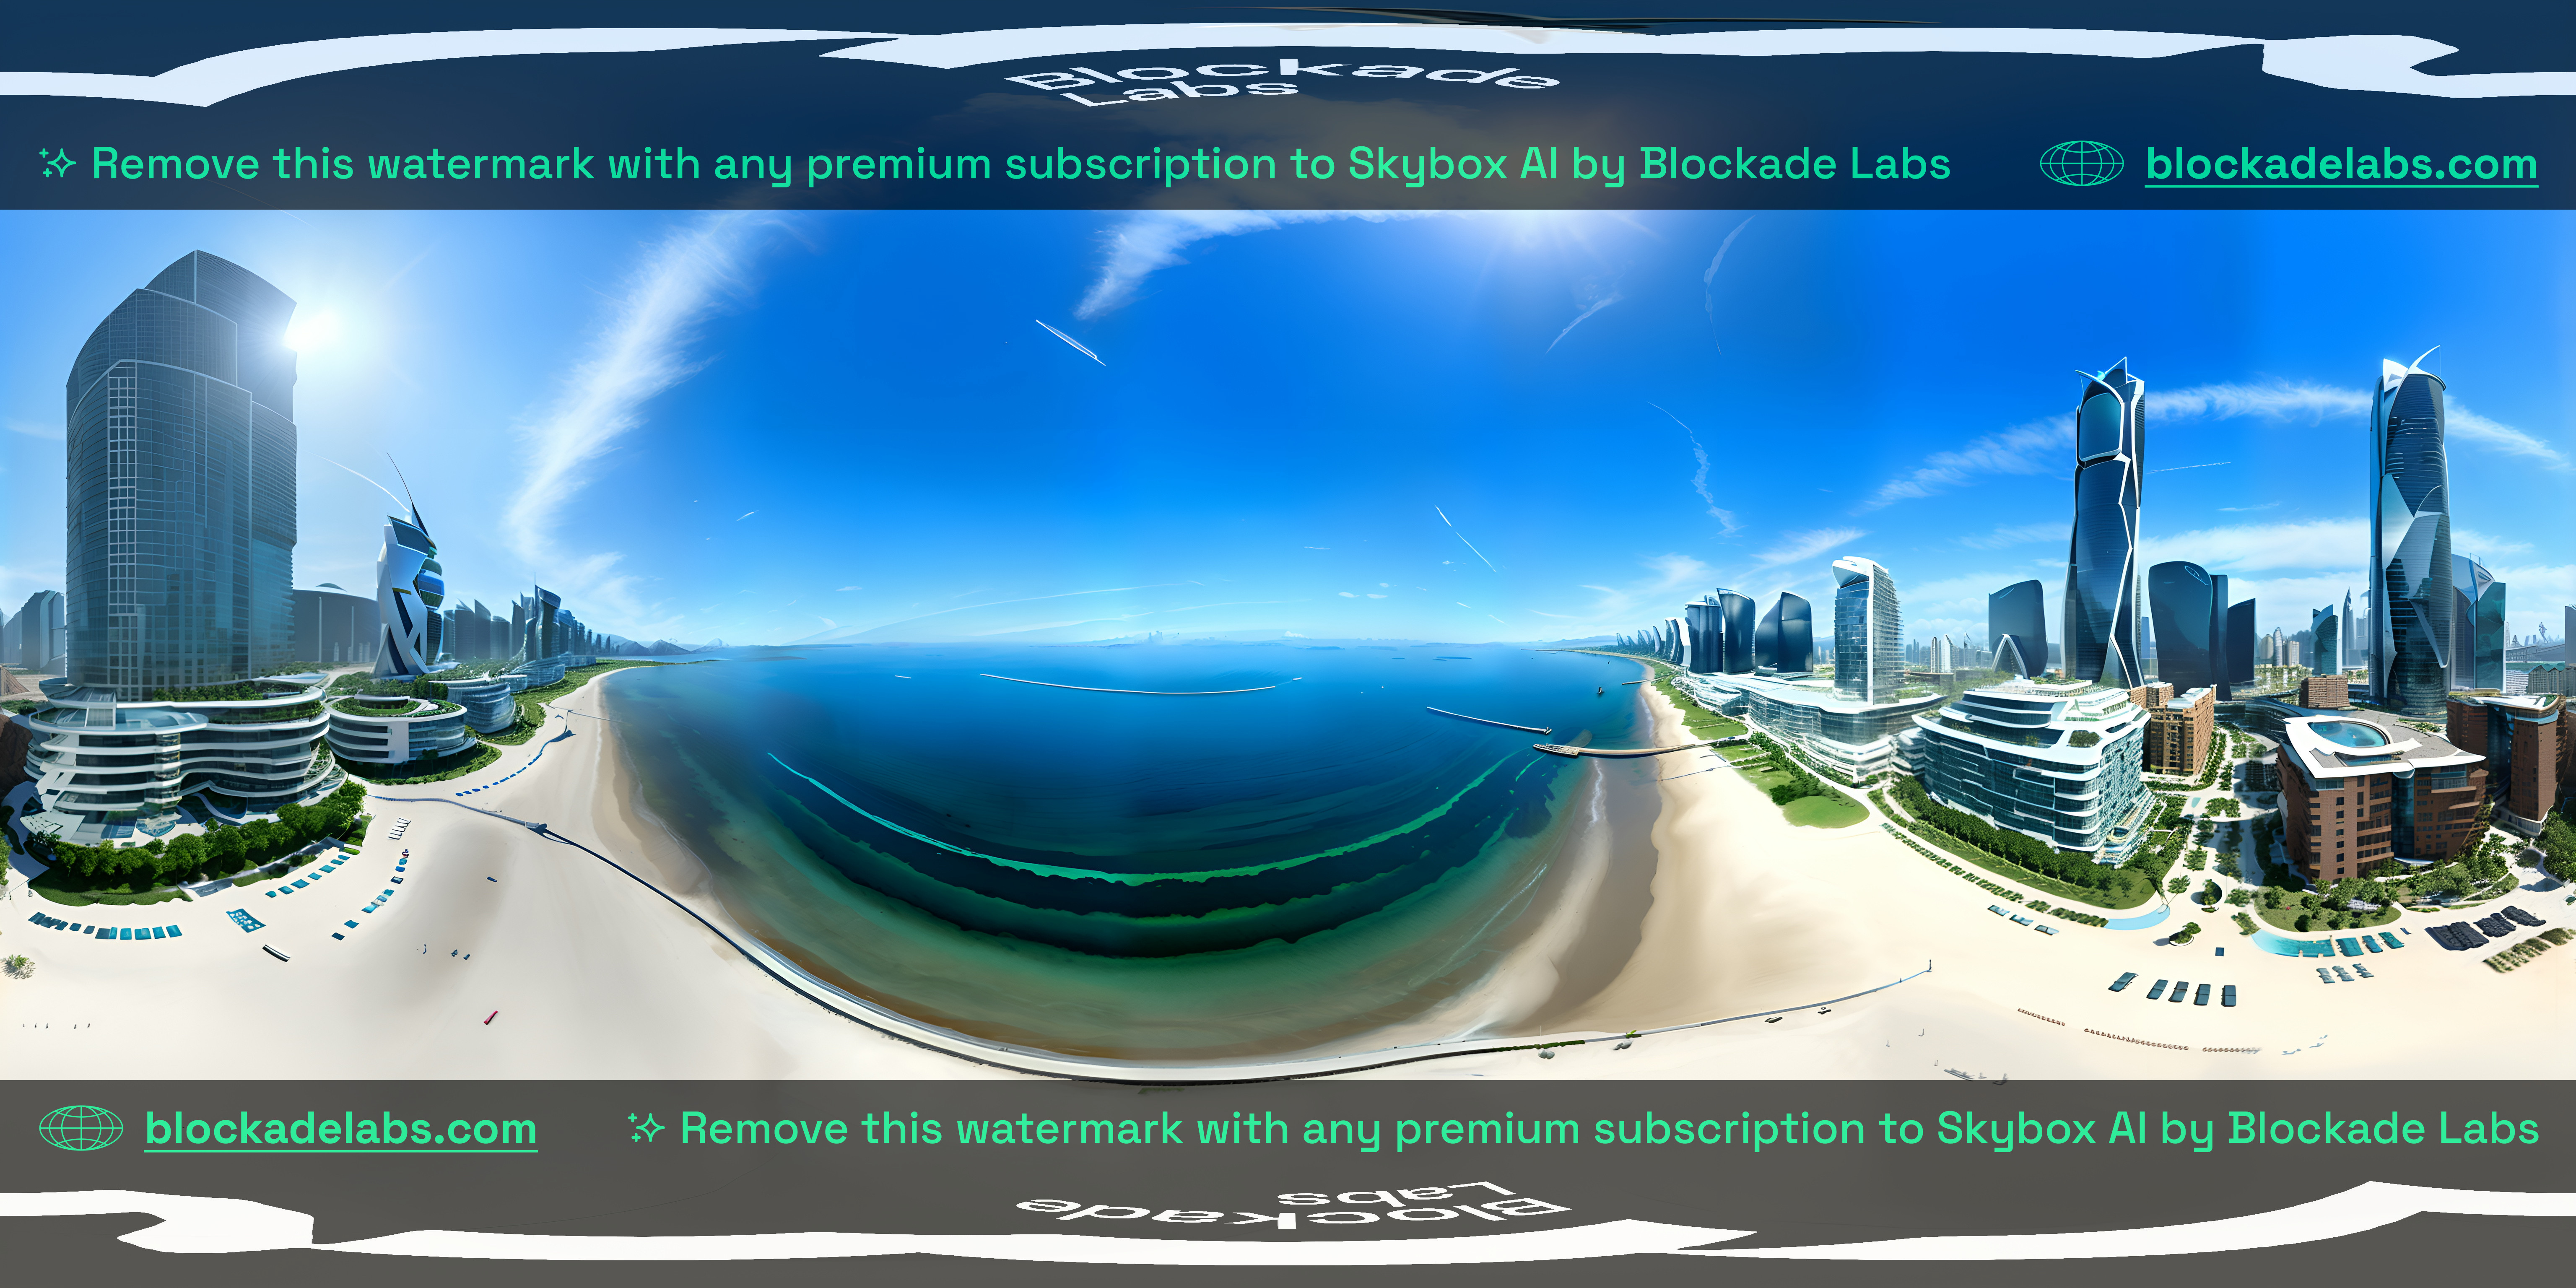 Blockade
Labs
Remove this watermark with any premium subscription to Skybox AI by Blockade Labs
blockadelabs.com
blockadelabs.com
Remove this watermark with any premium subscription to Skybox AI by Blockade Labs
Blockade
Labs